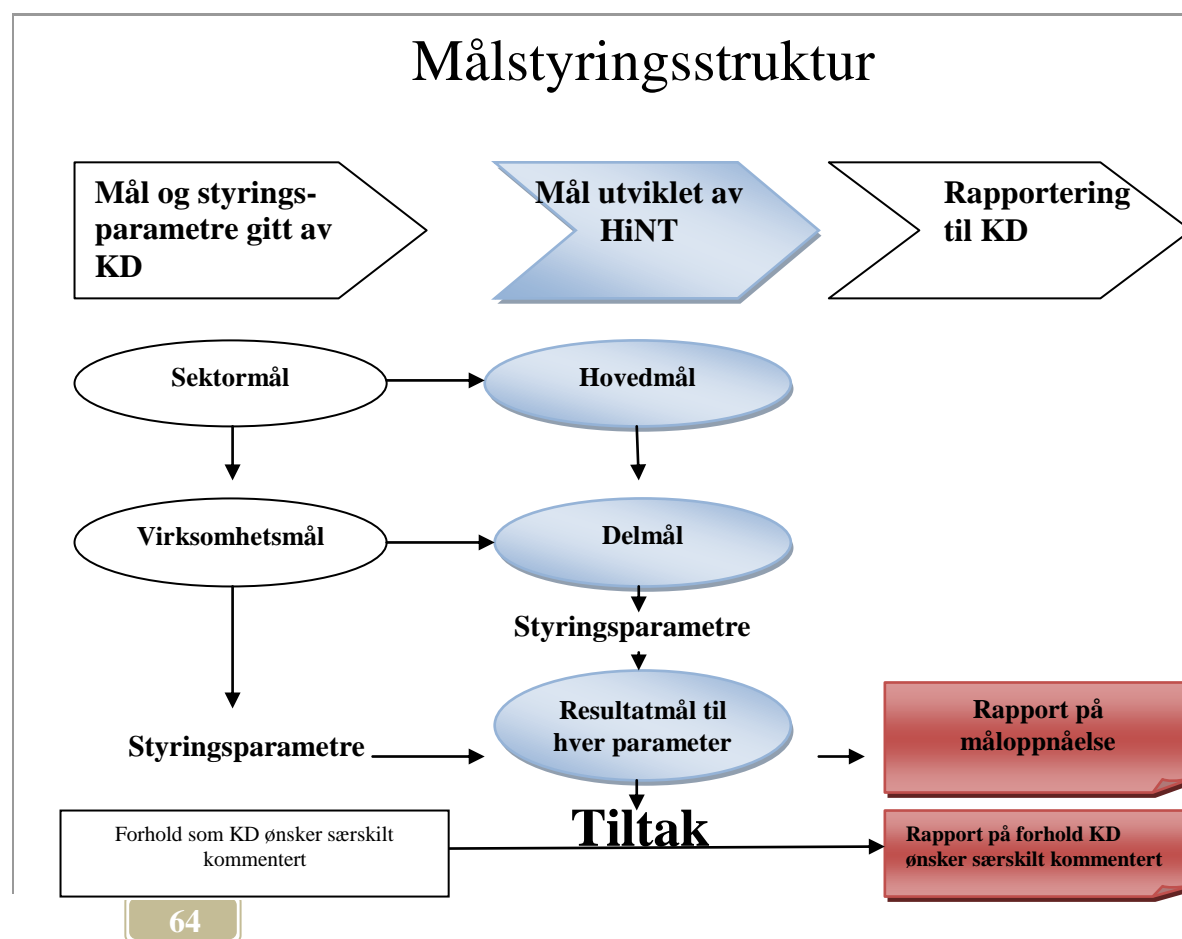 Målstyringsstruktur
Mål og styrings-
parametre gitt av
KD
Mål utviklet av
HiNT
Rapportering
til KD
Sektormål
Hovedmål
Virksomhetsmål
Delmål
Styringsparametre
Styringsparametre
Resultatmål til
hver parameter
Rapport på
måloppnåelse
Forhold som KD ønsker særskilt
kommentert
Tiltak
Rapport på forhold KD
ønsker særskilt kommentert
64